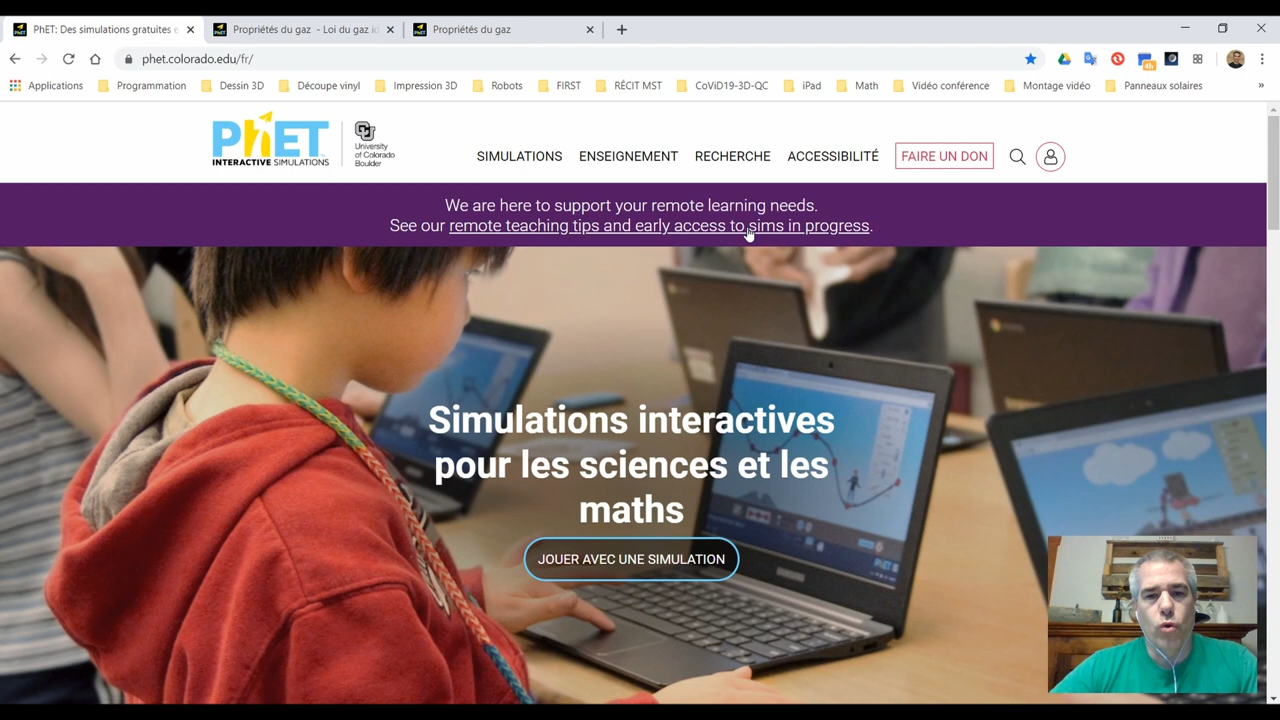 PhET: Des simulations gratuites e
Propriétés du gaz - Loi du gaz id
Propriétés du gaz
phet.colorado.edu/fr/
Applications
Programmation
Dessin 3D
Découpe vinyl
Impression 3D
Robots
FIRST
RÉCIT MST
CoViD19-3D-QC
iPad
Math
Vidéo conférence
Montage vidéo
Panneaux solaires
»
PhET
INTERACTIVE SIMULATIONS
CU
University
of Colorado
Boulder
SIMULATIONS
ENSEIGNEMENT
RECHERCHE
ACCESSIBILITÉ
FAIRE UN DON
We are here to support your remote learning needs.
See our remote teaching tips and early access to sims in progress.
Simulations interactives
pour les sciences et les
maths
JOUER AVEC UNE SIMULATION
PhET